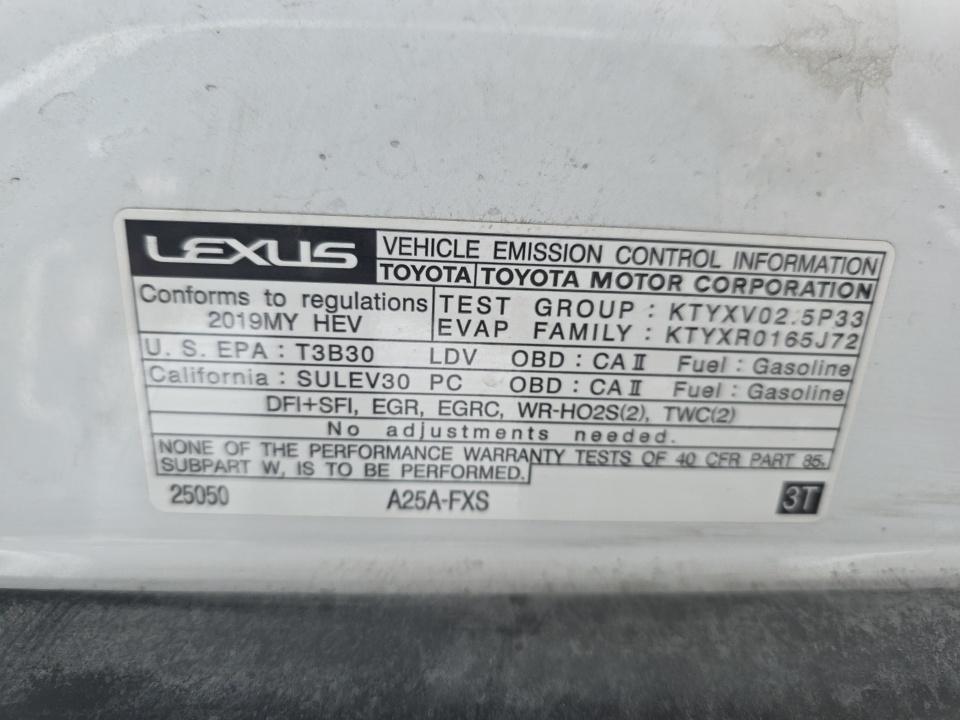 LEXUS
VEHICLE EMISSION CONTROL INFORMATION
TOYOTA TOYOTA MOTOR CORPORATION
Conforms to regulations
2019MY HEV
TEST GROUP : KTYXV02.5P33
EVAP FAMILY : KTYXR0165J72
U.S. EPA : T3B30 LDV OBD : CA II Fuel : Gasoline
California : SULEV30 PC OBD : CA II Fuel : Gasoline
DFI+SFI, EGR, EGRC, WR-HO2S(2), TWC(2)
No adjustments needed.
NONE OF THE PERFORMANCE WARRANTY TESTS OF 40 CFR PART 85,
SUBPART W, IS TO BE PERFORMED.
25050 A25A-FXS 3T